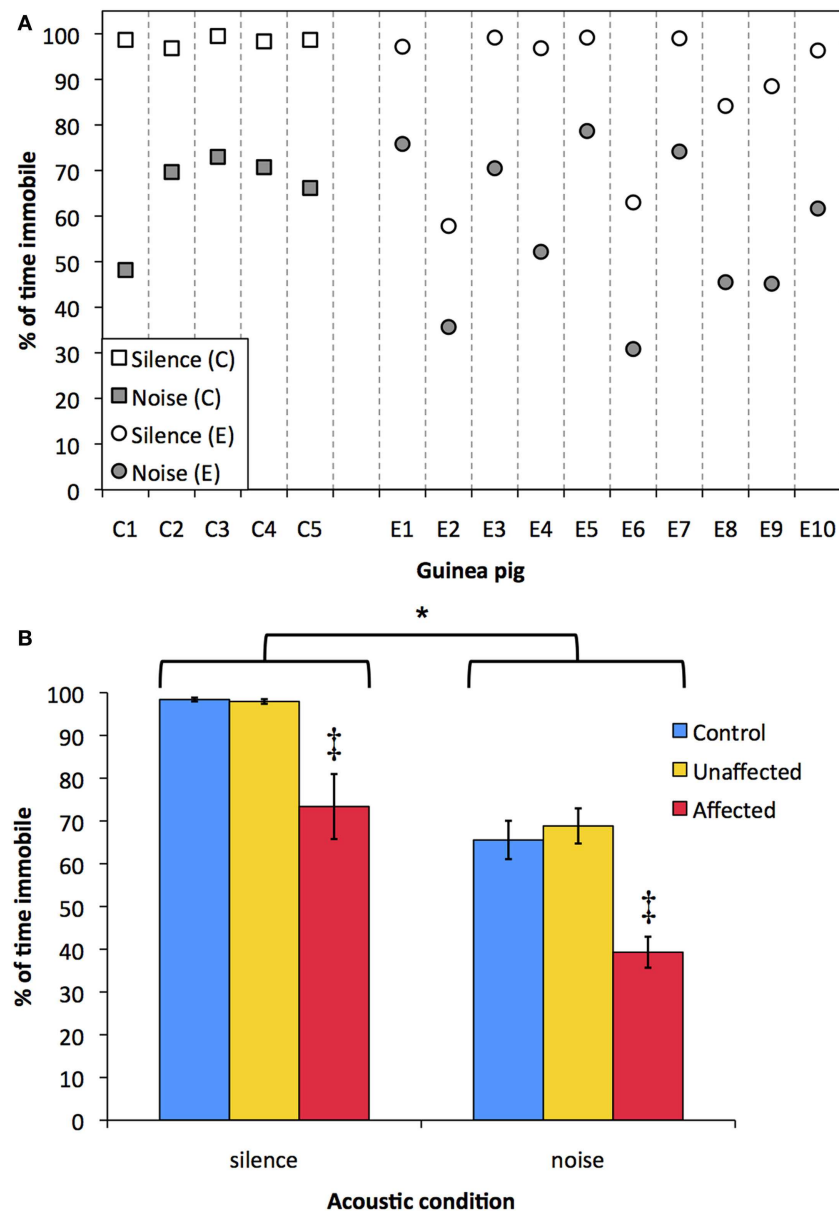 A
100
90
80
70
60
50
40
30
20
10
0
% of time immobile
Silence (C)
Noise (C)
Silence (E)
Noise (E)
C1 C2 C3 C4 C5 E1 E2 E3 E4 E5 E6 E7 E8 E9 E10
Guinea pig
B
*
100
90
80
70
60
50
40
30
20
10
0
% of time immobile
‡
‡
Control
Unaffected
Affected
silence noise
Acoustic condition